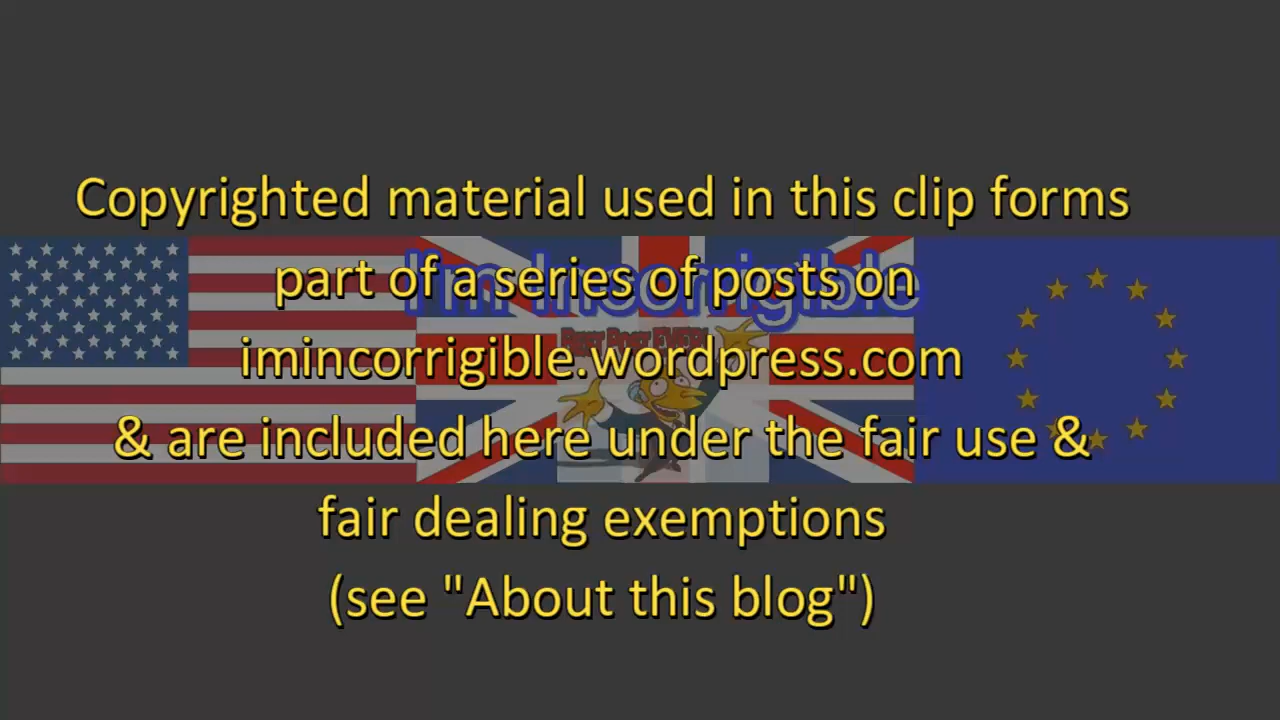 Copyrighted material used in this clip forms
part of a series of posts on
I'm Incorrigible
imincorrigible.wordpress.com
& are included here under the fair use &
fair dealing exemptions
(see "About this blog")